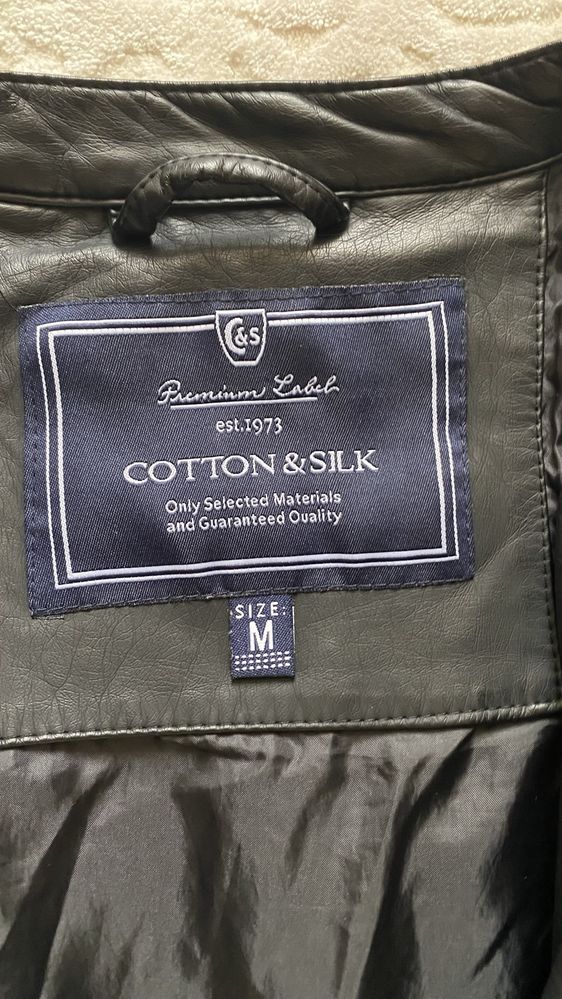 C&S
Premium Label
est.1973
COTTON & SILK
Only Selected Materials
and Guaranteed Quality
SIZE:
M